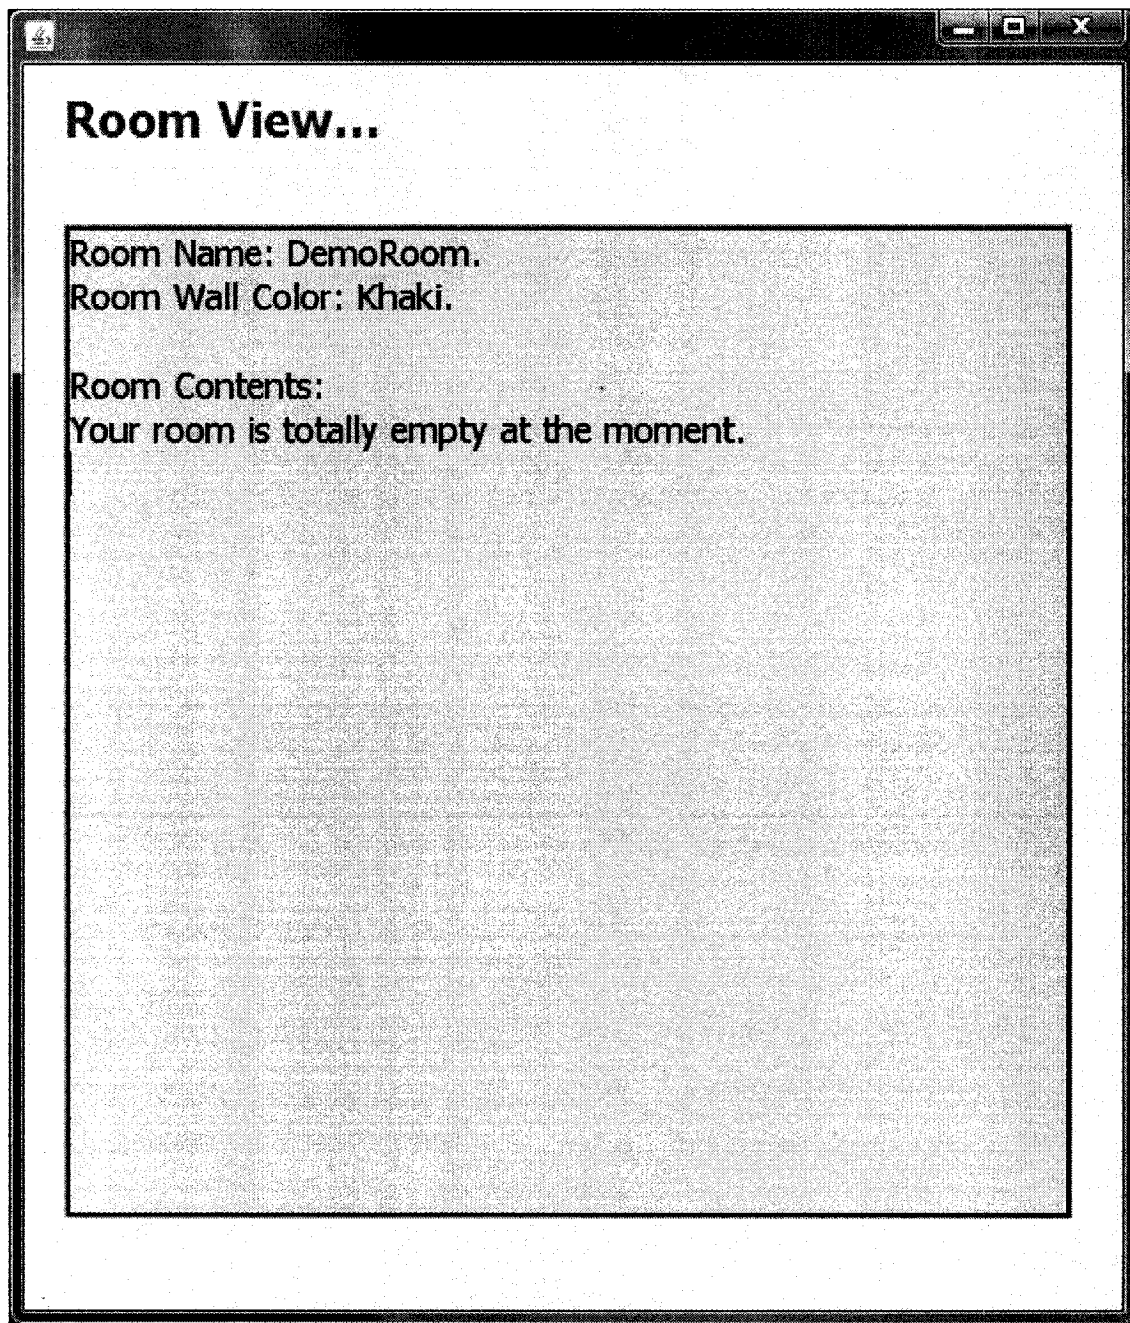 Room View...
Room Name: DemoRoom.
Room Wall Color: Khaki.
Room Contents:
Your room is totally empty at the moment.